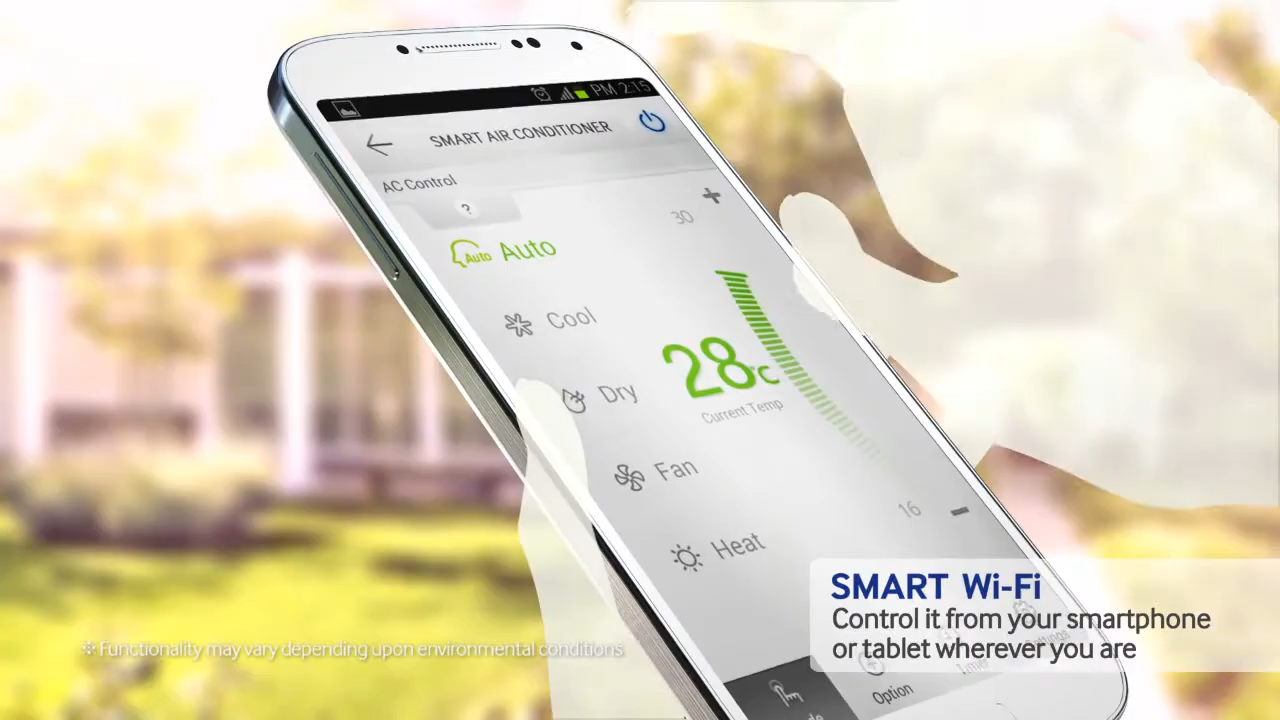 PM 2:15
SMART AIR CONDITIONER
AC Control
?
Auto Auto
30
Cool
28°C
Dry
Current Temp
Fan
16
Heat
SMART Wi-Fi
Control it from your smartphone
or tablet wherever you are
※ Functionality may vary depending upon environmental conditions
Option